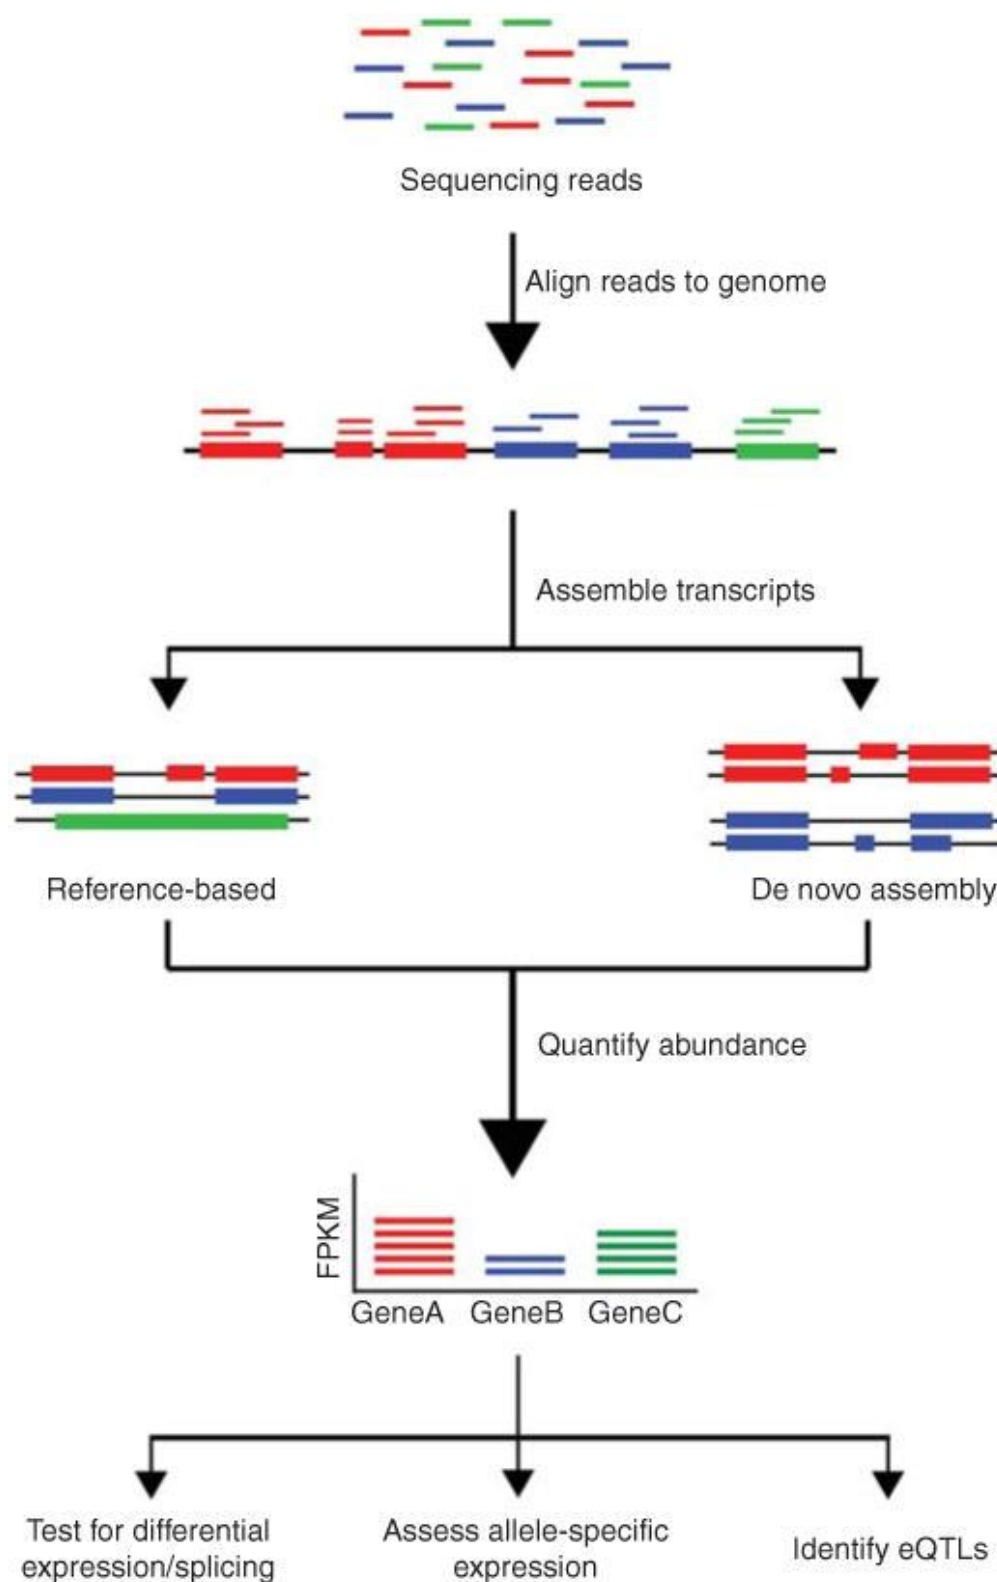 Sequencing reads
Align reads to genome
Assemble transcripts
Reference-based
De novo assembly
Quantify abundance
FPKM
GeneA GeneB GeneC
Test for differential
expression/splicing
Assess allele-specific
expression
Identify eQTLs